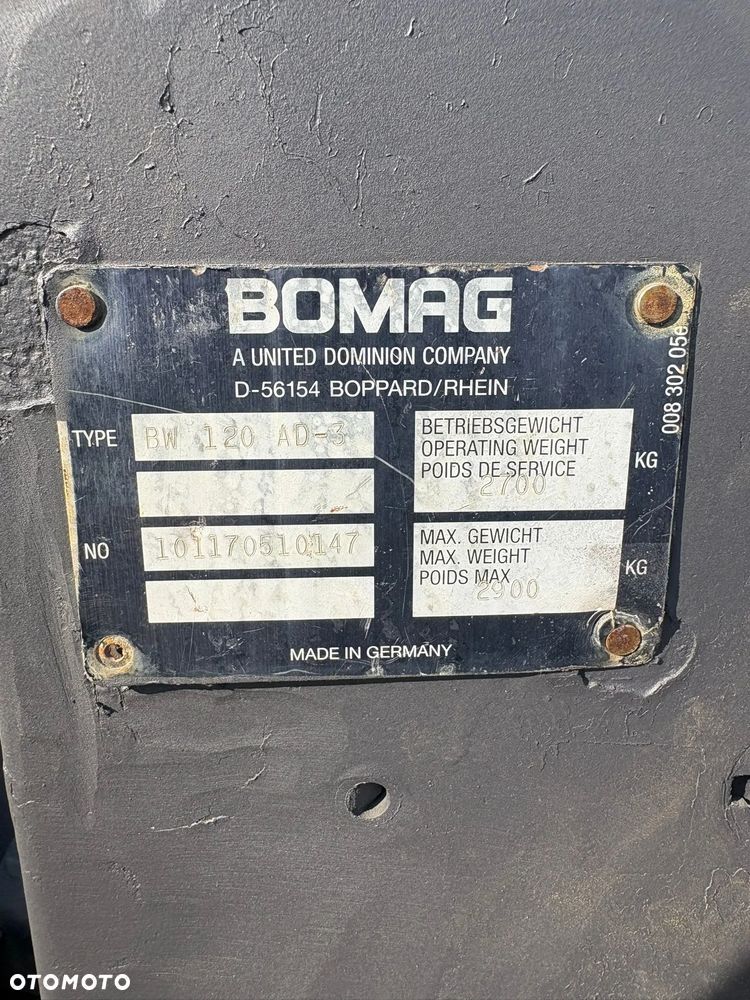 BOMAG
A UNITED DOMINION COMPANY
D-56154 BOPPARD/RHEIN
008 302 05e
TYPE BW 120 AD-3
BETRIEBSGEWICHT
OPERATING WEIGHT
POIDS DE SERVICE
2700
KG
NO 101170510147
MAX. GEWICHT
MAX. WEIGHT
POIDS MAX
2900
KG
MADE IN GERMANY
OTOMOTO